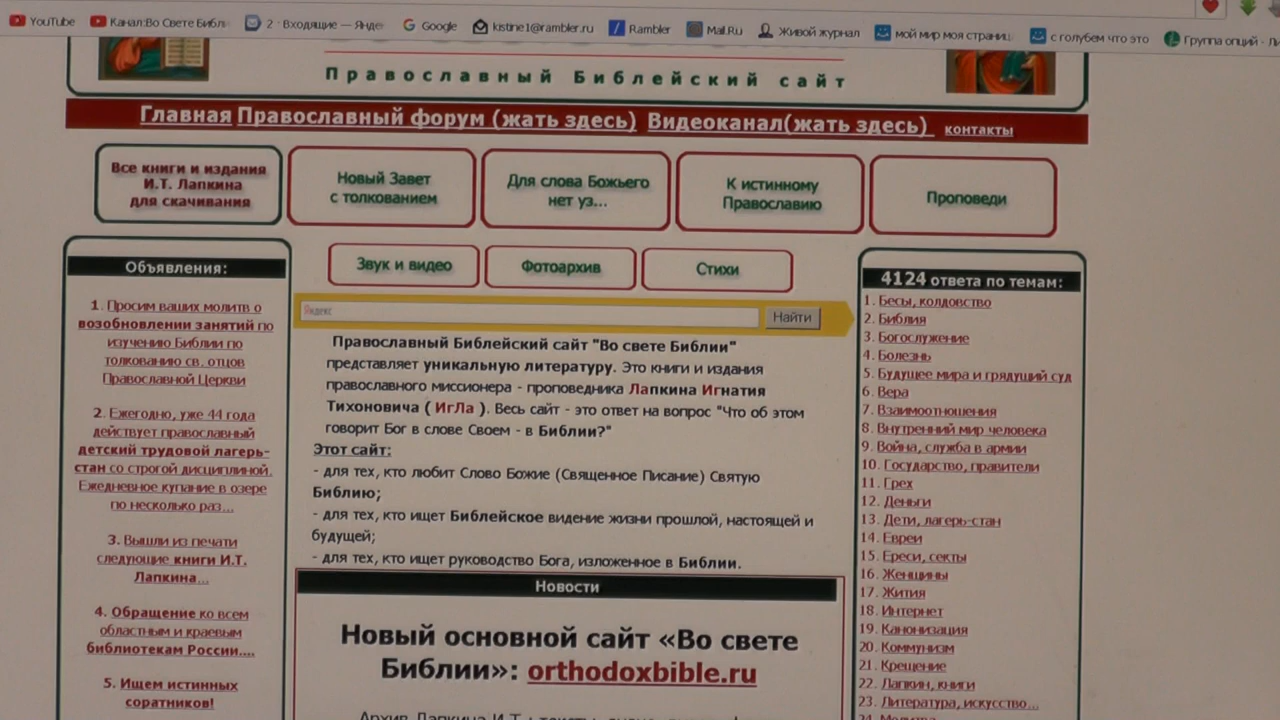 YouTube
Канал:Во Свете Библ
2 · Входящие — Янде
Google
kistine1@rambler.ru
Rambler
Mail.Ru
Живой журнал
мой мир моя страниц
с голубем что это
Группа опций - Ли
Православный Библейский сайт
Главная Православный форум (жать здесь) Видеоканал(жать здесь) контакты
Все книги и издания
И.Т. Лапкина
для скачивания
Новый Завет
с толкованием
Для слова Божьего
нет уз...
К истинному
Православию
Проповеди
Звук и видео
Фотоархив
Стихи
Объявления:
1. Просим ваших молитв о
возобновлении занятий по
изучению Библии по
толкованию св. отцов
Православной Церкви
2. Ежегодно, уже 44 года
действует православный
детский трудовой лагерь-
стан со строгой дисциплиной.
Ежедневное купание в озере
по несколько раз...
3. Вышли из печати
следующие книги И.Т.
Лапкина...
4. Обращение ко всем
областным и краевым
библиотекам России....
5. Ищем истинных
соратников!
Яндекс
Найти
Православный Библейский сайт "Во свете Библии"
представляет уникальную литературу. Это книги и издания
православного миссионера - проповедника Лапкина Игнатия
Тихоновича ( ИгЛа ). Весь сайт - это ответ на вопрос "Что об этом
говорит Бог в слове Своем - в Библии?"
Этот сайт:
- для тех, кто любит Слово Божие (Священное Писание) Святую
Библию;
- для тех, кто ищет Библейское видение жизни прошлой, настоящей и
будущей;
- для тех, кто ищет руководство Бога, изложенное в Библии.
Новости
Новый основной сайт «Во свете
Библии»: orthodoxbible.ru
4124 ответа по темам:
1. Бесы, колдовство
2. Библия
3. Богослужение
4. Болезнь
5. Будущее мира и грядущий суд
6. Вера
7. Взаимоотношения
8. Внутренний мир человека
9. Война, служба в армии
10. Государство, правители
11. Грех
12. Деньги
13. Дети, лагерь-стан
14. Евреи
15. Ереси, секты
16. Женщины
17. Жития
18. Интернет
19. Канонизация
20. Коммунизм
21. Крещение
22. Лапкин, книги
23. Литература, искусство...